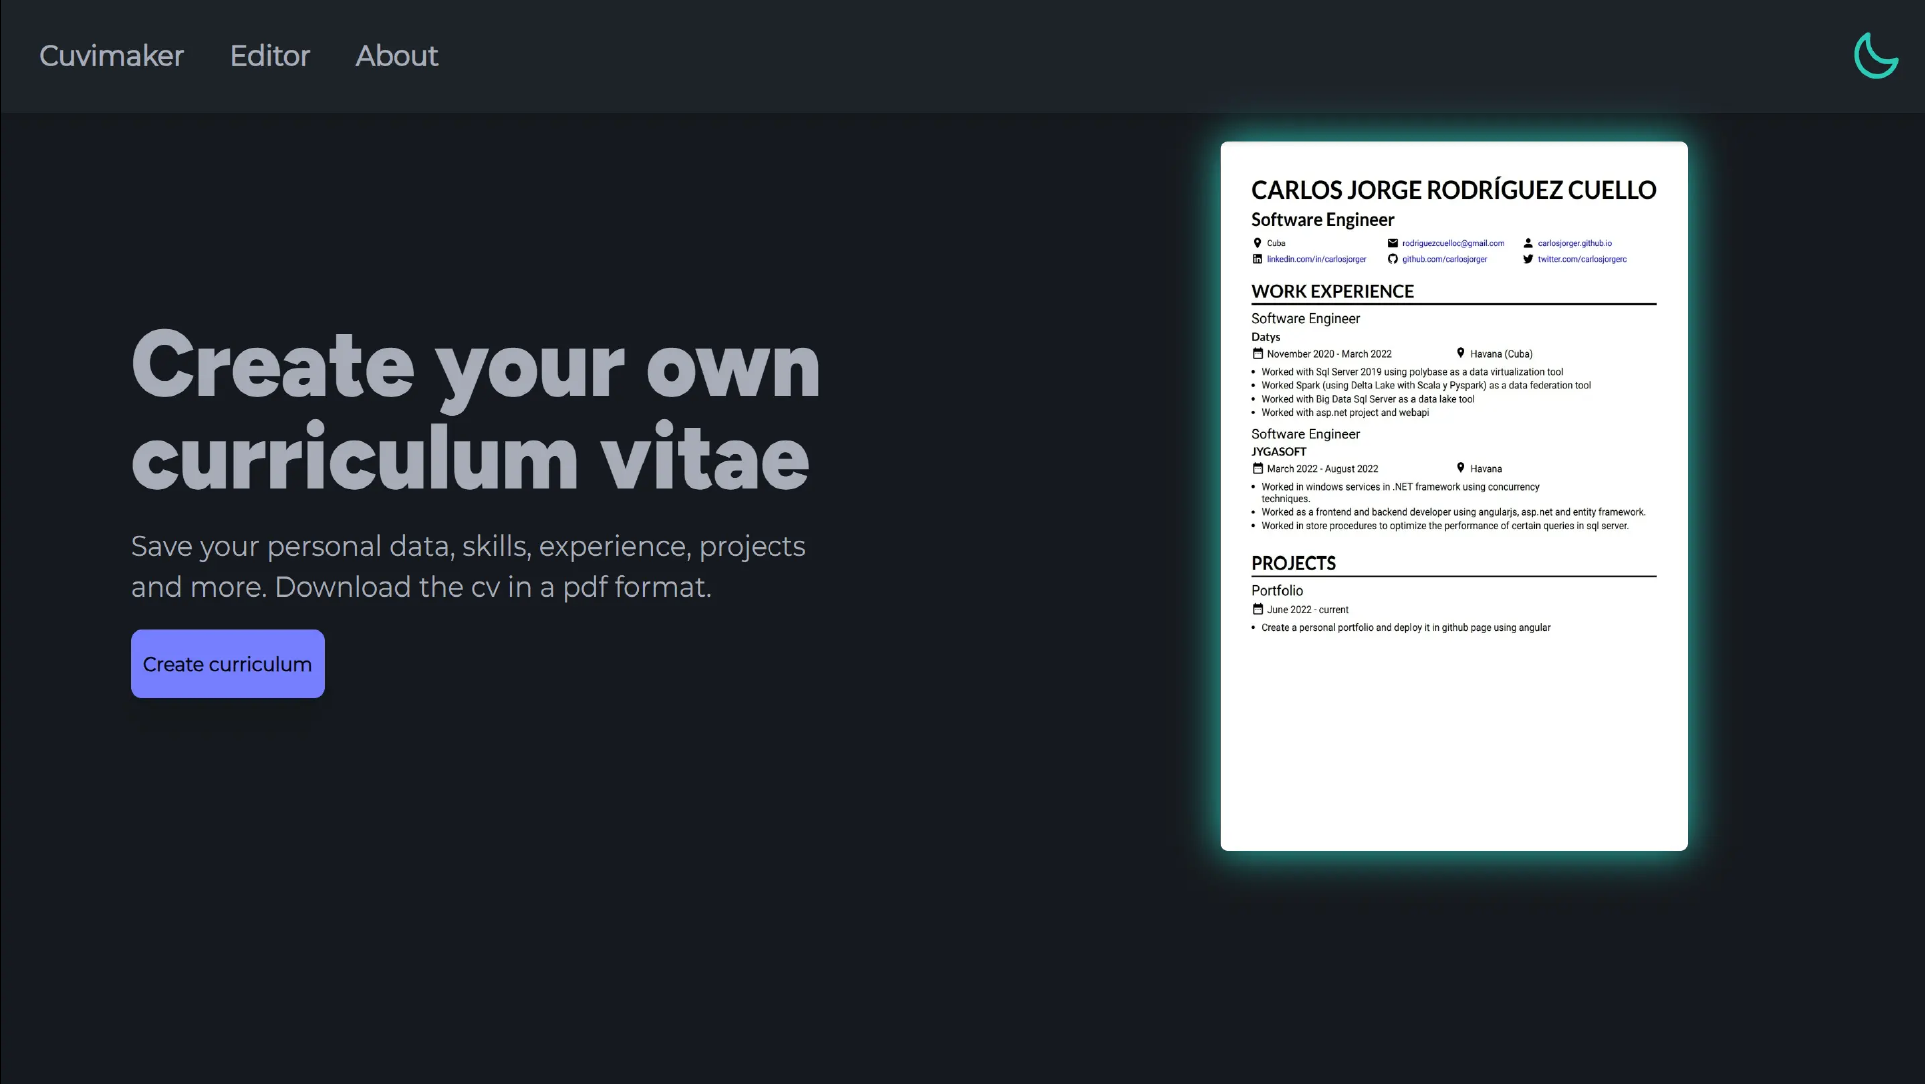 Cuvimaker Editor About
Create your own
curriculum vitae
Save your personal data, skills, experience, projects
and more. Download the cv in a pdf format.
Create curriculum
CARLOS JORGE RODRÍGUEZ CUELLO
Software Engineer
Cuba rodriguezcuelloc@gmail.com carlosjorger.github.io
linkedin.com/in/carlosjorger github.com/carlosjorger twitter.com/carlosjorgerc
WORK EXPERIENCE
Software Engineer
Datys
November 2020 - March 2022 Havana (Cuba)
• Worked with Sql Server 2019 using polybase as a data virtualization tool
• Worked Spark (using Delta Lake with Scala y Pyspark) as a data federation tool
• Worked with Big Data Sql Server as a data lake tool
• Worked with asp.net project and webapi
Software Engineer
JYGASOFT
March 2022 - August 2022 Havana
• Worked in windows services in .NET framework using concurrency
techniques.
• Worked as a frontend and backend developer using angularjs, asp.net and entity framework.
• Worked in store procedures to optimize the performance of certain queries in sql server.
PROJECTS
Portfolio
June 2022 - current
• Create a personal portfolio and deploy it in github page using angular